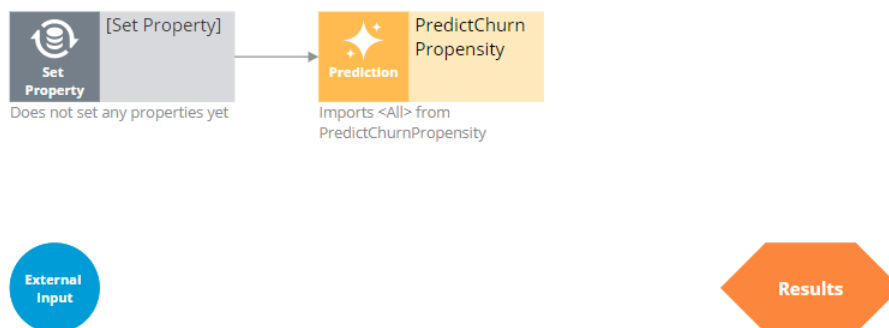 [Set Property]
Set
Property
Does not set any properties yet
PredictChurn
Propensity
Prediction
Imports <All> from
PredictChurnPropensity
External
Input
Results